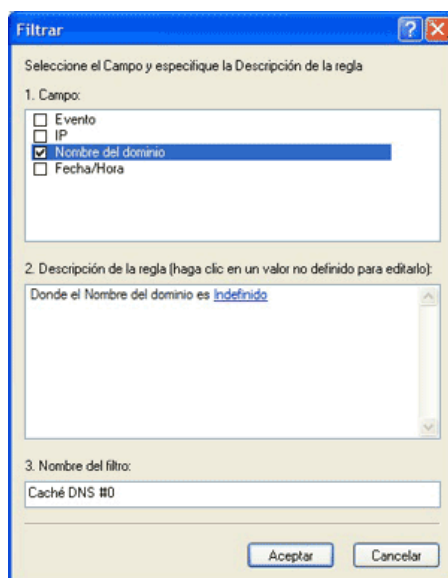 Filtrar
Seleccione el Campo y especifique la Descripción de la regla
1. Campo:
Evento
IP
Nombre del dominio
Fecha/Hora
2. Descripción de la regla (haga clic en un valor no definido para editarlo):
Donde el Nombre del dominio es Indefinido
3. Nombre del filtro:
Caché DNS #0
Aceptar Cancelar